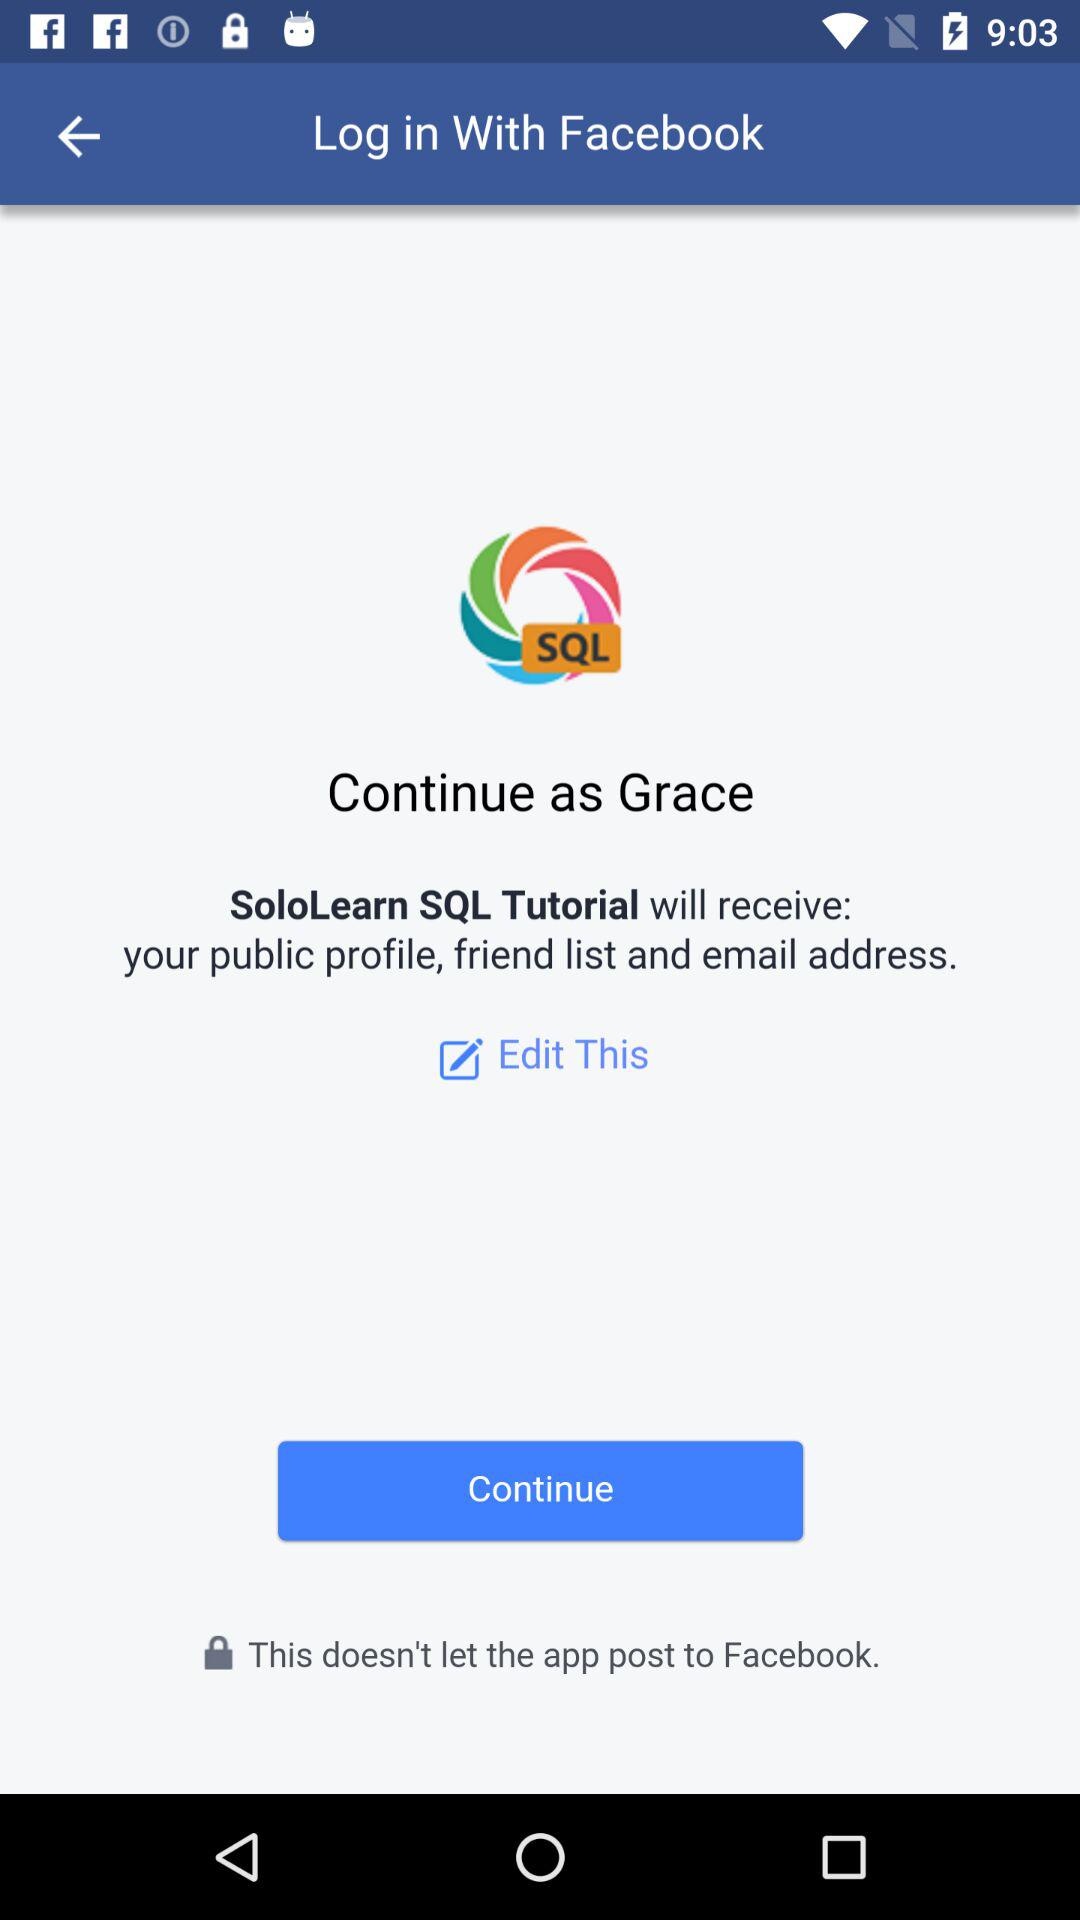 9:03
Log in With Facebook
SQL
Continue as Grace
SoloLearn SQL Tutorial will receive:
your public profile, friend list and email address.
Edit This
Continue
This doesn't let the app post to Facebook.